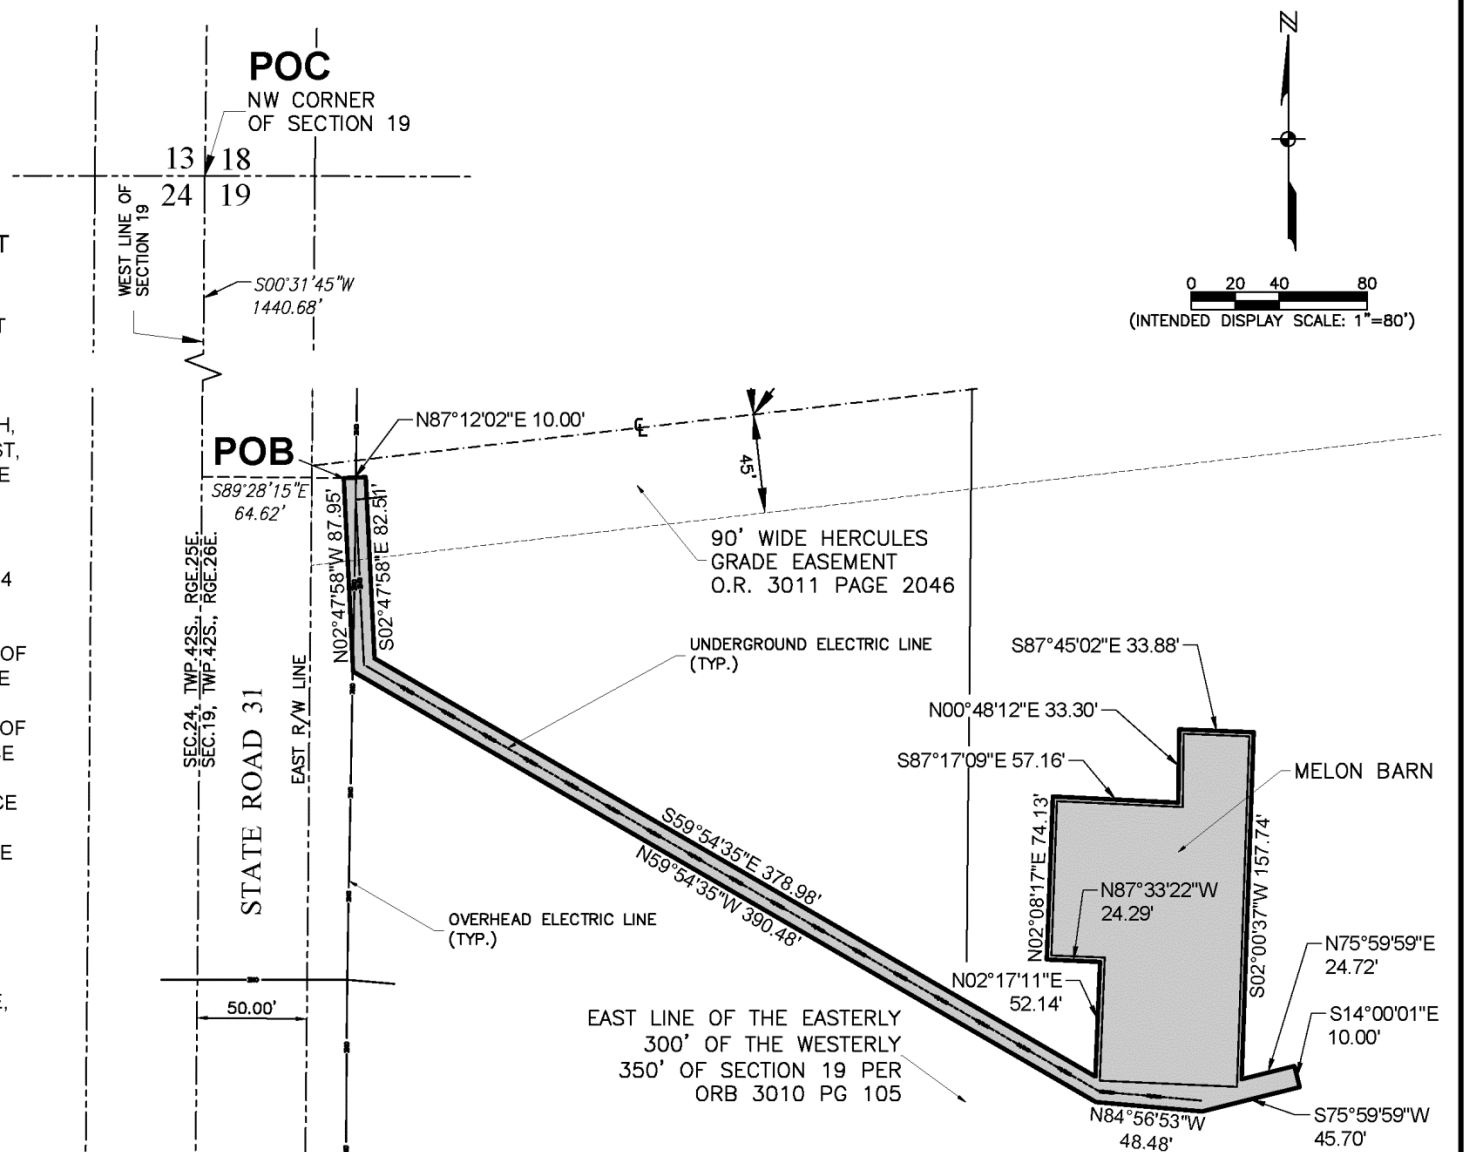 POC
NW CORNER
OF SECTION 19
13 18
24 19
WEST LINE OF
SECTION 19
S00°31'45"W
1440.68'
N
0 20 40 80
(INTENDED DISPLAY SCALE: 1"=80')
T
T
H,
ST,
E
4
OF
E
OF
CE
CE
E
E,
N87°12'02"E 10.00'
POB
S89°28'15"E
64.62'
45'
90' WIDE HERCULES
GRADE EASEMENT
O.R. 3011 PAGE 2046
N02°47'58"W 87.95'
S02°47'58"E 82.51'
UNDERGROUND ELECTRIC LINE
(TYP.)
SEC.24, TWP.42S., RGE.25E.
SEC.19, TWP.42S., RGE.26E.
STATE ROAD 31
EAST R/W LINE
S87°45'02"E 33.88'
N00°48'12"E 33.30'
S87°17'09"E 57.16'
MELON BARN
N02°08'17"E 74.13'
S02°00'37"W 157.74'
N87°33'22"W
24.29'
S59°54'35"E 378.98'
N59°54'35"W 390.48'
OVERHEAD ELECTRIC LINE
(TYP.)
N02°17'11"E
52.14'
N75°59'59"E
24.72'
S14°00'01"E
10.00'
50.00'
EAST LINE OF THE EASTERLY
300' OF THE WESTERLY
350' OF SECTION 19 PER
ORB 3010 PG 105
N84°56'53"W
48.48'
S75°59'59"W
45.70'